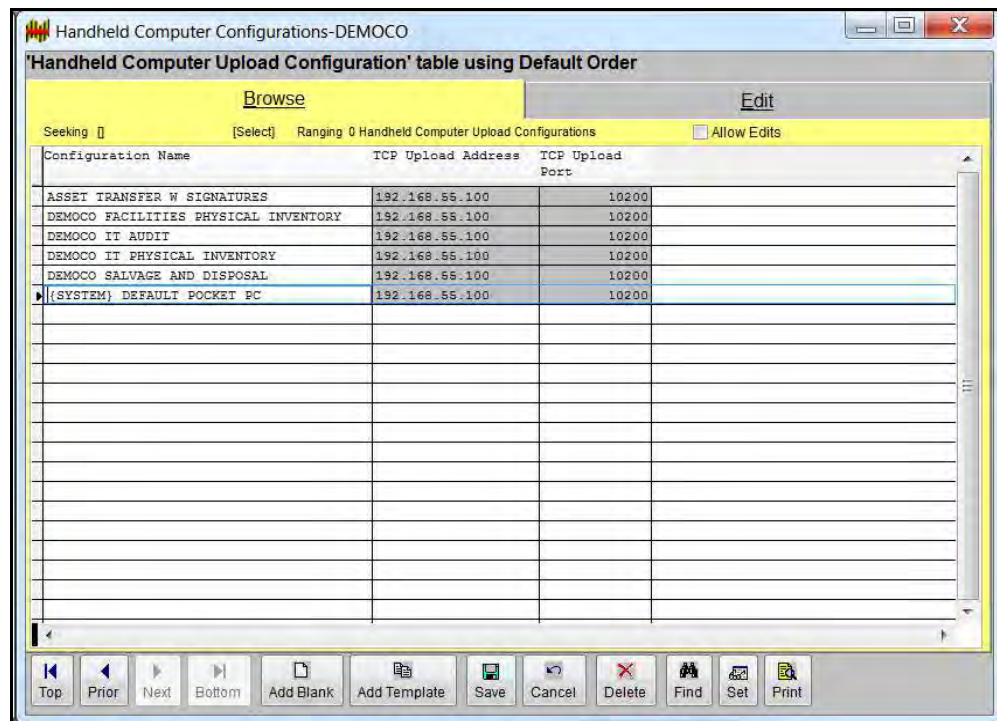 Handheld Computer Configurations-DEMOCO
'Handheld Computer Upload Configuration' table using Default Order
Browse Edit
Seeking [] [Select] Ranging 0 Handheld Computer Upload Configurations Allow Edits
Configuration Name TCP Upload Address TCP Upload
Port
ASSET TRANSFER W SIGNATURES 192.168.55.100 10200
DEMOCO FACILITIES PHYSICAL INVENTORY 192.168.55.100 10200
DEMOCO IT AUDIT 192.168.55.100 10200
DEMOCO IT PHYSICAL INVENTORY 192.168.55.100 10200
DEMOCO SALVAGE AND DISPOSAL 192.168.55.100 10200
{SYSTEM} DEFAULT POCKET PC 192.168.55.100 10200
Top Prior Next Bottom Add Blank Add Template Save Cancel Delete Find Set Print